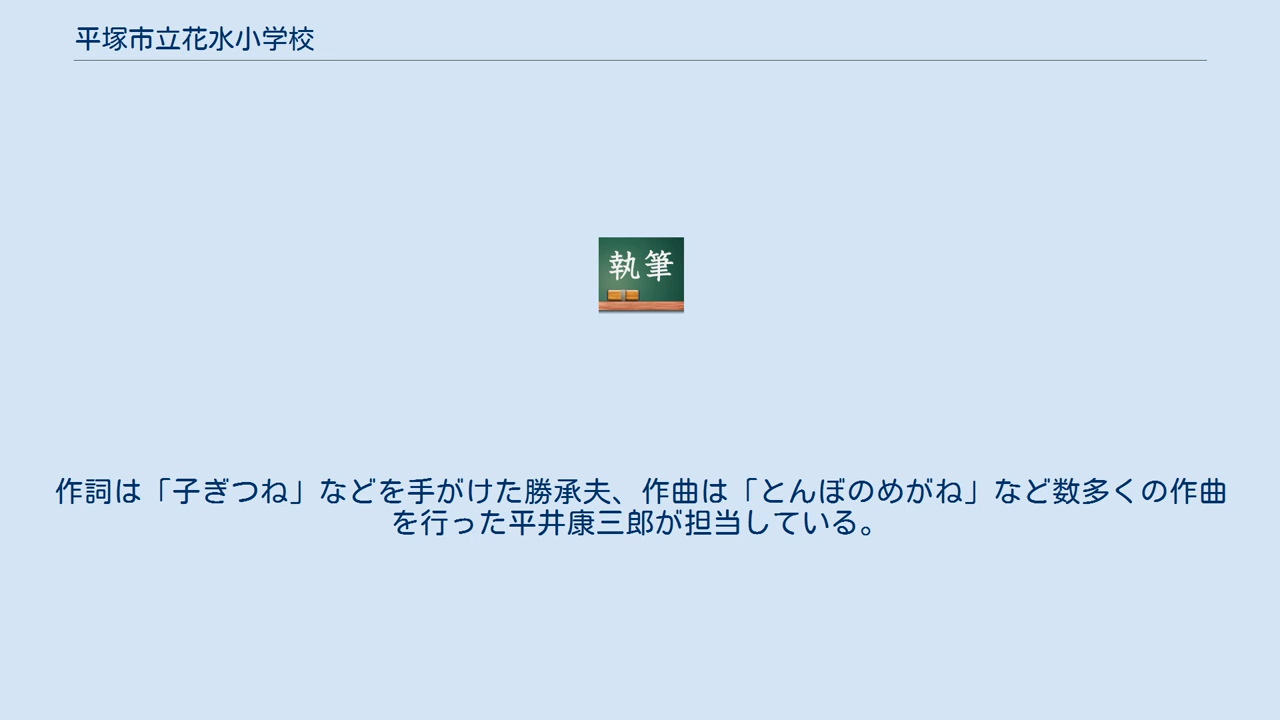 平塚市立花水小学校
執筆
作詞は「子ぎつね」などを手がけた勝承夫、作曲は「とんぼのめがね」など数多くの作曲
を行った平井康三郎が担当している。